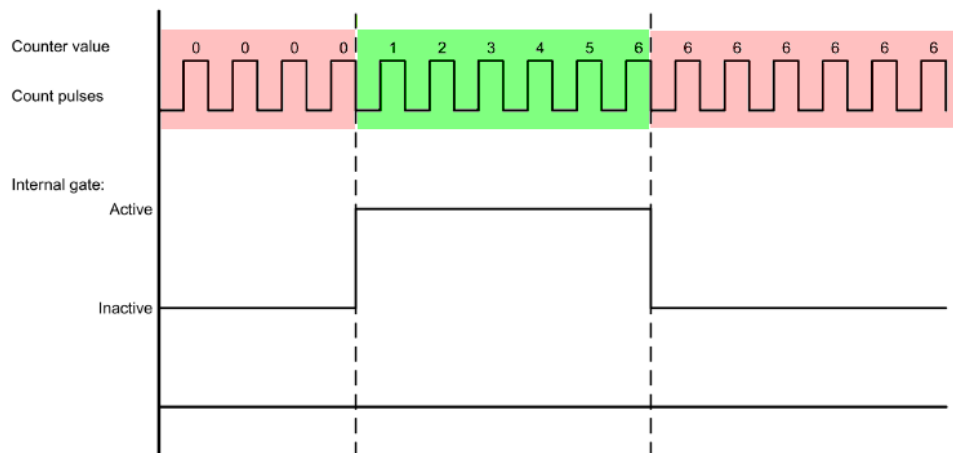 Counter value 0 0 0 0 1 2 3 4 5 6 6 6 6 6 6 6
Count pulses
Internal gate:
Active
Inactive